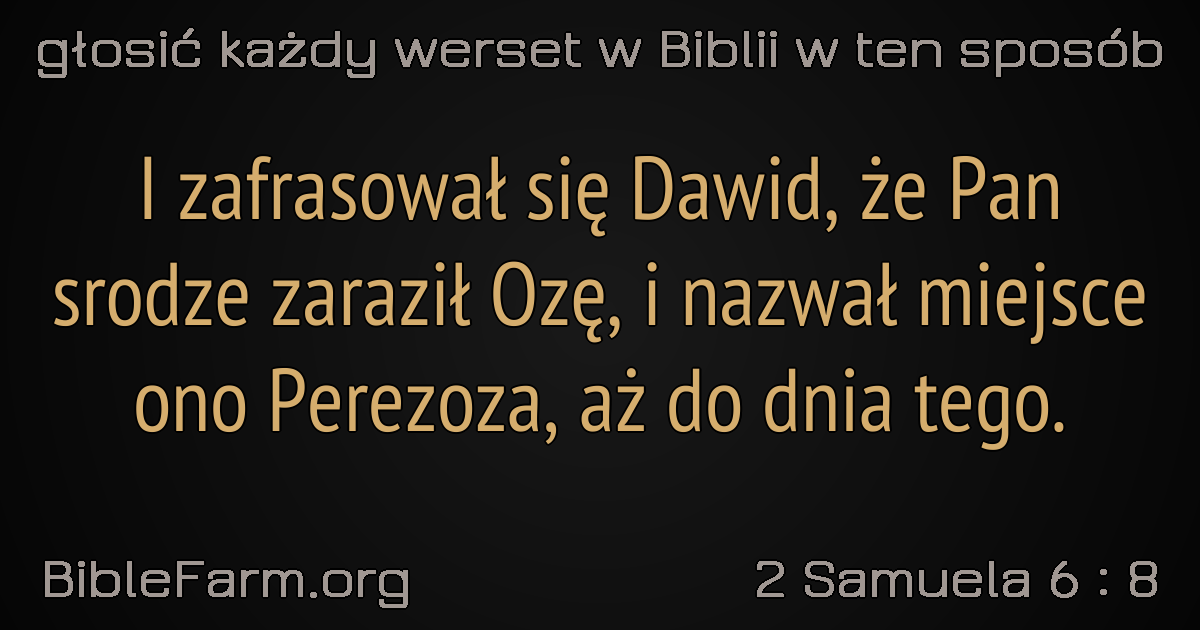 głosić każdy werset w Biblii w ten sposób
I zafrasował się Dawid, że Pan
srodze zaraził Ozę, i nazwał miejsce
ono Perezoza, aż do dnia tego.
BibleFarm.org
2 Samuela 6 : 8